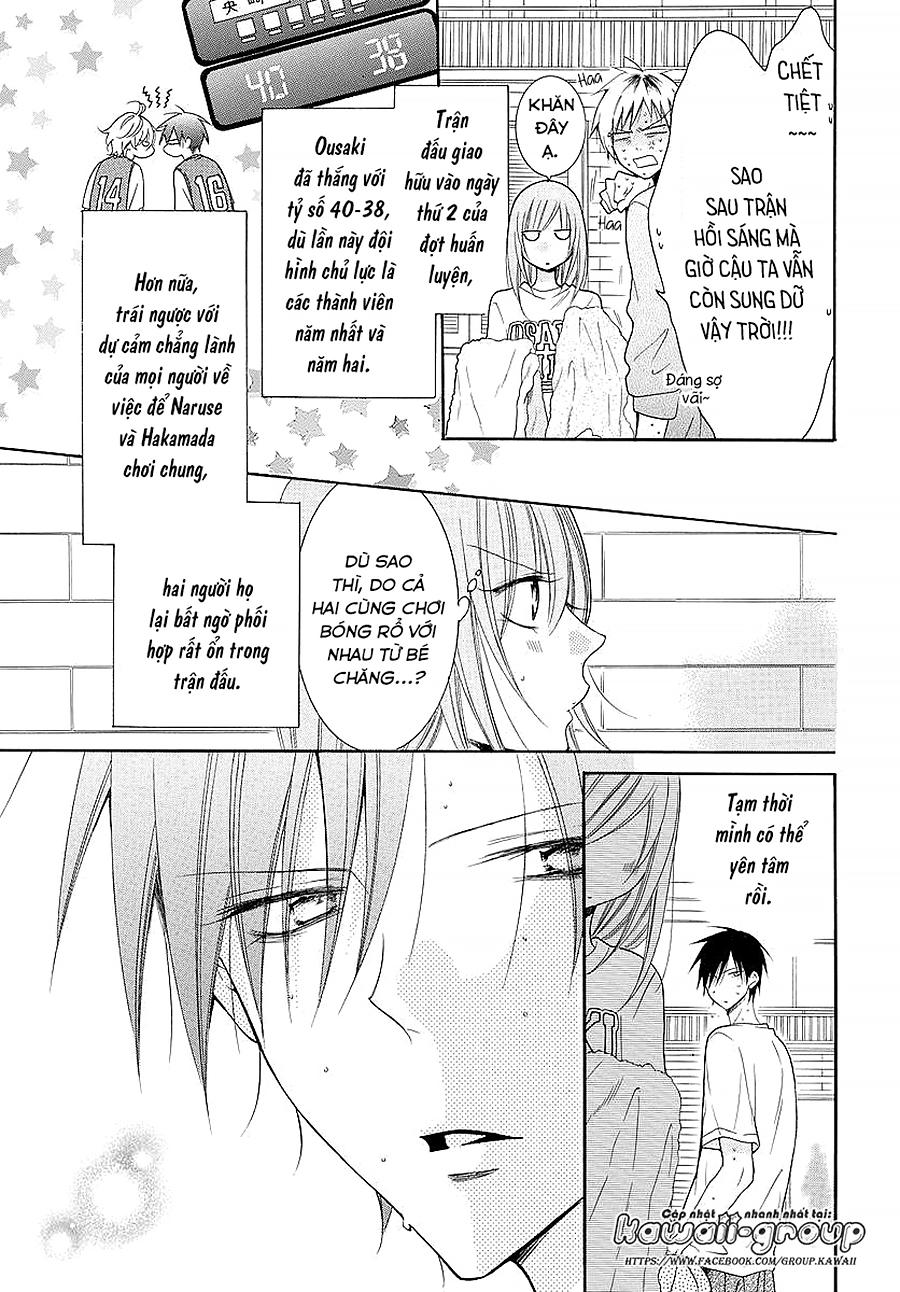 CHẾT
TIỆT
~~~
SAO
SAU TRẬN
HỒI SÁNG MÀ
GIỜ CẬU TA VẪN
CÒN SUNG DỮ
VẬY TRỜI!!!
Haa
Haa
Đáng sợ
vãi~
KHĂN
ĐÂY
Ạ.
OSA
40 38
Trận
đấu giao
hữu vào ngày
thứ 2 của
đợt huấn
luyện,
Ousaki
đã thắng với
tỷ số 40-38,
dù lần này đội
hình chủ lực là
các thành viên
năm nhất và
năm hai.
14
16
Hơn nữa,
trái ngược với
dự cảm chẳng lành
của mọi người về
việc để Naruse
và Hakamada
chơi chung,
hai người họ
lại bất ngờ phối
hợp rất ổn trong
trận đấu.
DÙ SAO
THÌ, DO CẢ
HAI CÙNG CHƠI
BÓNG RỔ VỚI
NHAU TỪ BÉ
CHĂNG...?
Tạm thời
mình có thể
yên tâm
rồi.
Cập nhật nhanh nhất tại:
kawaii-group
HTTPS://WWW.FACEBOOK.COM/GROUP.KAWAII